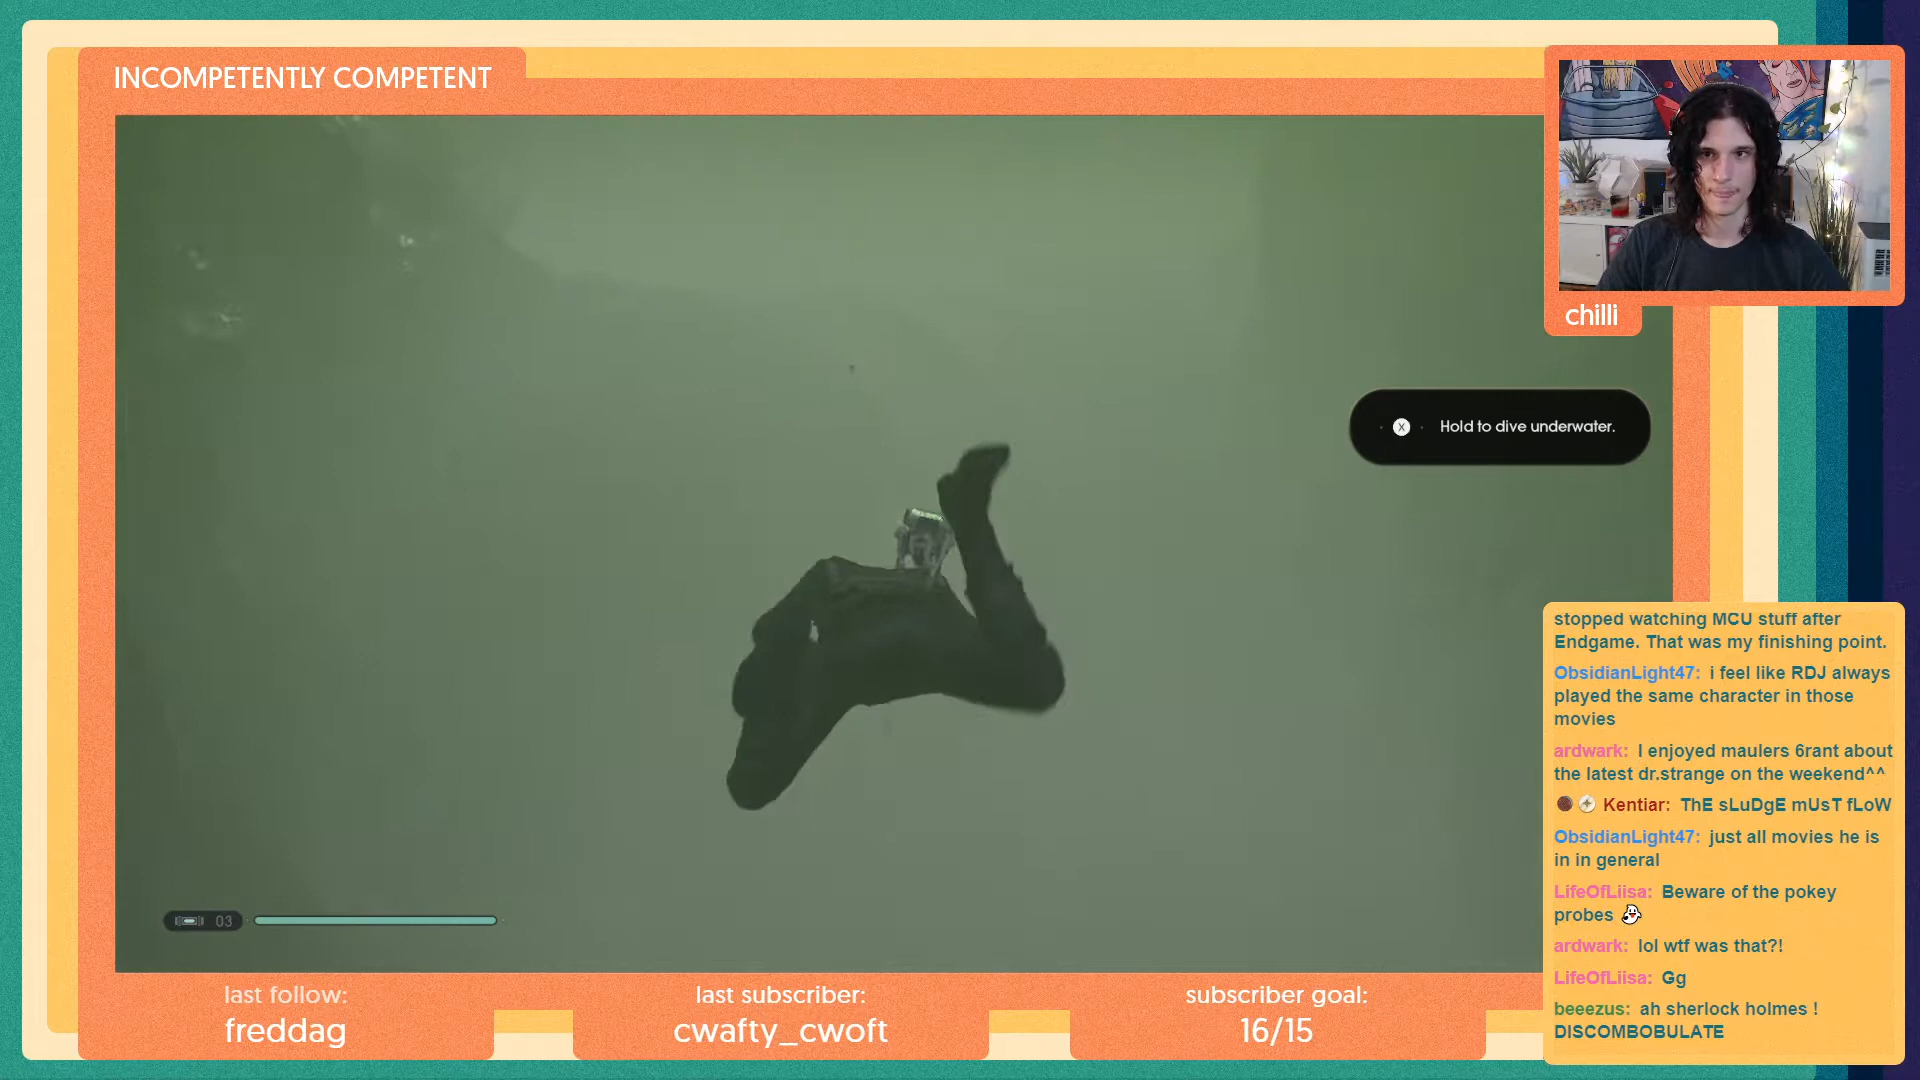 INCOMPETENTLY COMPETENT
chilli
X Hold to dive underwater.
03
stopped watching MCU stuff after
Endgame. That was my finishing point.
ObsidianLight47: i feel like RDJ always
played the same character in those
movies
ardwark: I enjoyed maulers 6rant about
the latest dr.strange on the weekend^^
Kentiar: ThE sLuDgE mUsT fLoW
ObsidianLight47: just all movies he is
in in general
LifeOfLiisa: Beware of the pokey
probes
ardwark: lol wtf was that?!
LifeOfLiisa: Gg
beeezus: ah sherlock holmes !
DISCOMBOBULATE
last follow:
freddag
last subscriber:
cwafty_cwoft
subscriber goal:
16/15